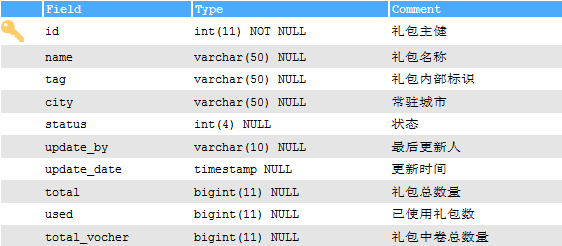 Field Type Comment
id int(11) NOT NULL 礼包主健
name varchar(50) NULL 礼包名称
tag varchar(50) NULL 礼包内部标识
city varchar(50) NULL 常驻城市
status int(4) NULL 状态
update_by varchar(10) NULL 最后更新人
update_date timestamp NULL 更新时间
total bigint(11) NULL 礼包总数量
used bigint(11) NULL 已使用礼包数
total_vocher bigint(11) NULL 礼包中卷总数量